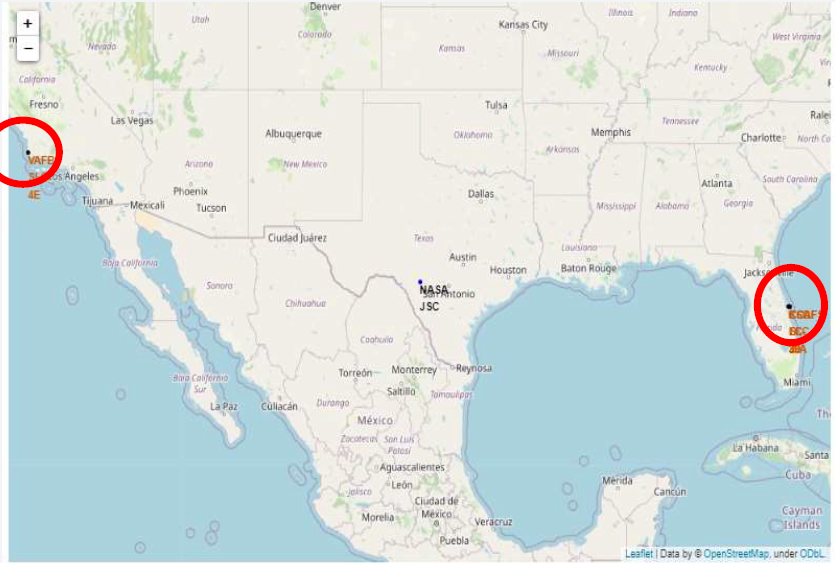 +
−
Denver
Utah
Colorado
Nevada
California
Fresno
Las Vegas
Kansas City
Kansas
Missouri
Illinois
Indiana
West Virginia
Kentucky
Tulsa
Oklahoma
Albuquerque
New Mexico
Arizona
Memphis
Tennessee
Charlotte
North Ca
Ralei
Arkansas
VAFB
4E
Los Angeles
Tijuana
Mexicali
Phoenix
Tucson
Dallas
Atlanta
South Carolina
Georgia
Mississippi
Alabama
Ciudad Juárez
Texas
Louisiana
Austin
Houston
Baton Rouge
NASA
JSC
San Antonio
Baja California
Sonora
Chihuahua
Coahuila
Florida
Miami
Baja California
Sur
La Paz
Culiacán
Durango
Torreón
Monterrey
Saltillo
Reynosa
Tamaulipas
México
Zacatecas
San Luis
Potosí
Aguascalientes
León
Jalisco
Ciudad de
México
Morelia
Veracruz
Puebla
Mérida
Cancún
La Habana
Santa
Cuba
Cayman
Islands
Th
Leaflet | Data by © OpenStreetMap, under ODbL.